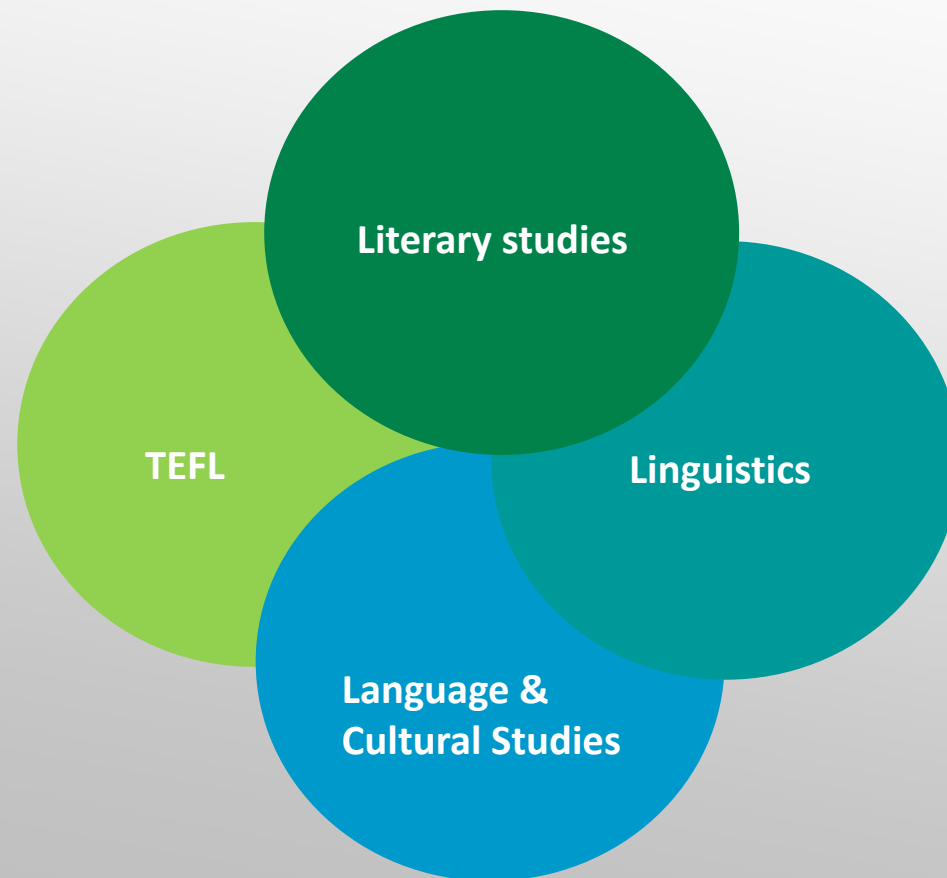 Literary studies
TEFL
Linguistics
Language &
Cultural Studies